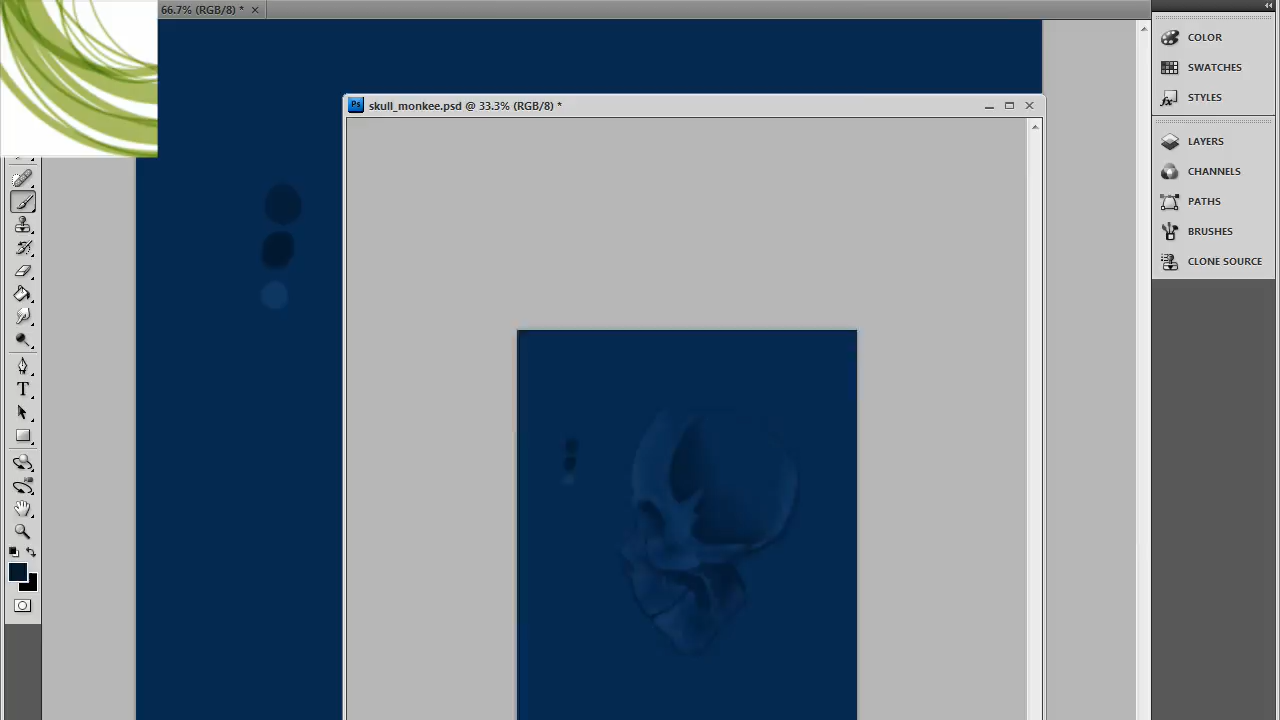 66.7% (RGB/8) *
COLOR
SWATCHES
STYLES
Ps skull_monkee.psd @ 33.3% (RGB/8) *
LAYERS
CHANNELS
PATHS
BRUSHES
CLONE SOURCE
T